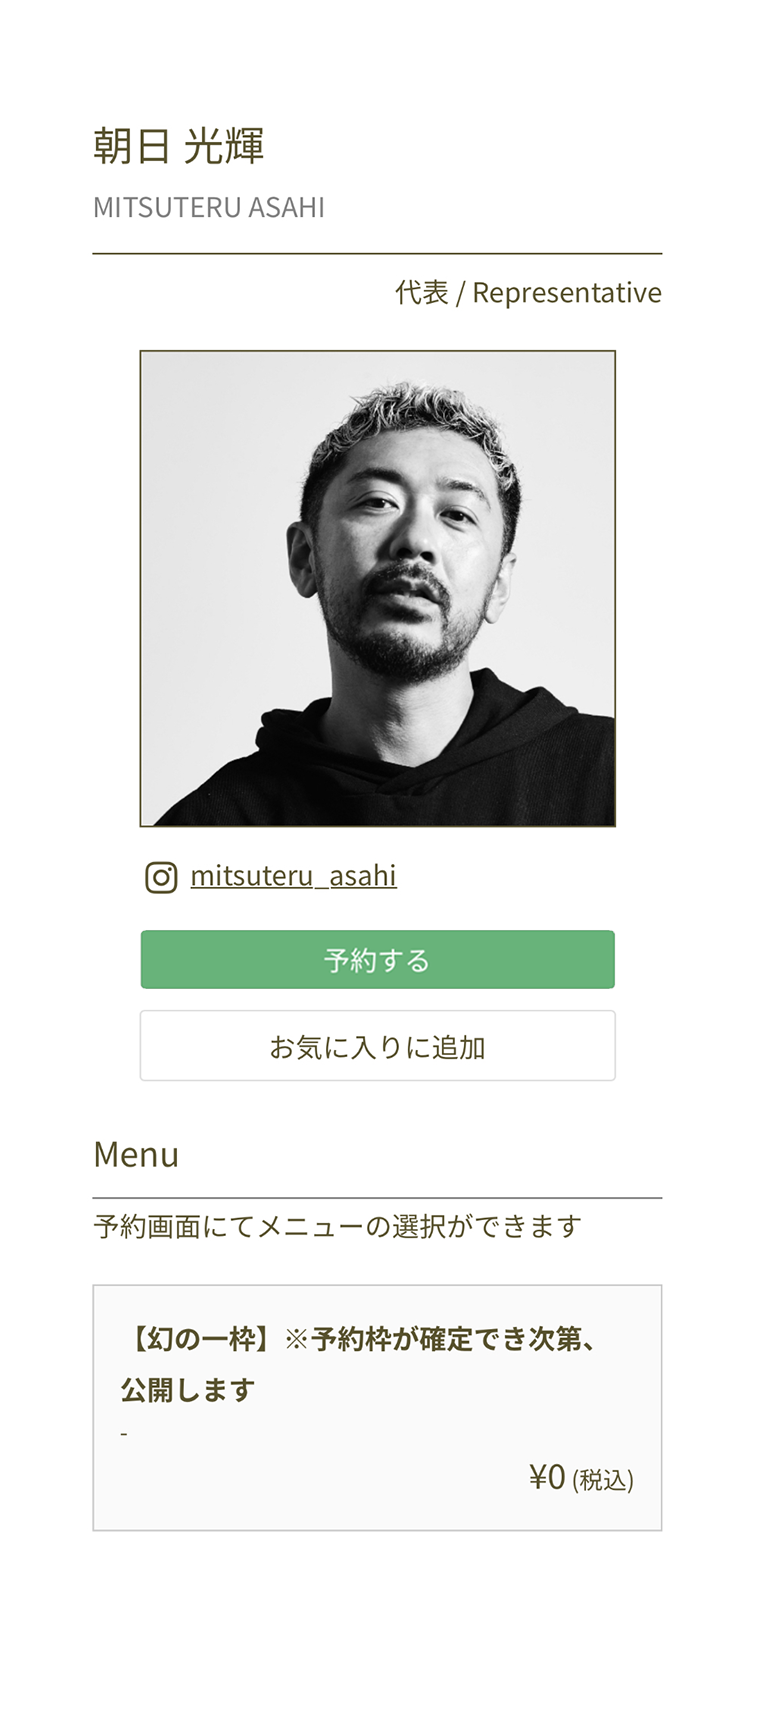 朝日 光輝
MITSUTERU ASAHI
代表 / Representative
mitsuteru_asahi
予約する
お気に入りに追加
Menu
予約画面にてメニューの選択ができます
【幻の一枠】※予約枠が確定でき次第、
公開します
-
¥0 (税込)